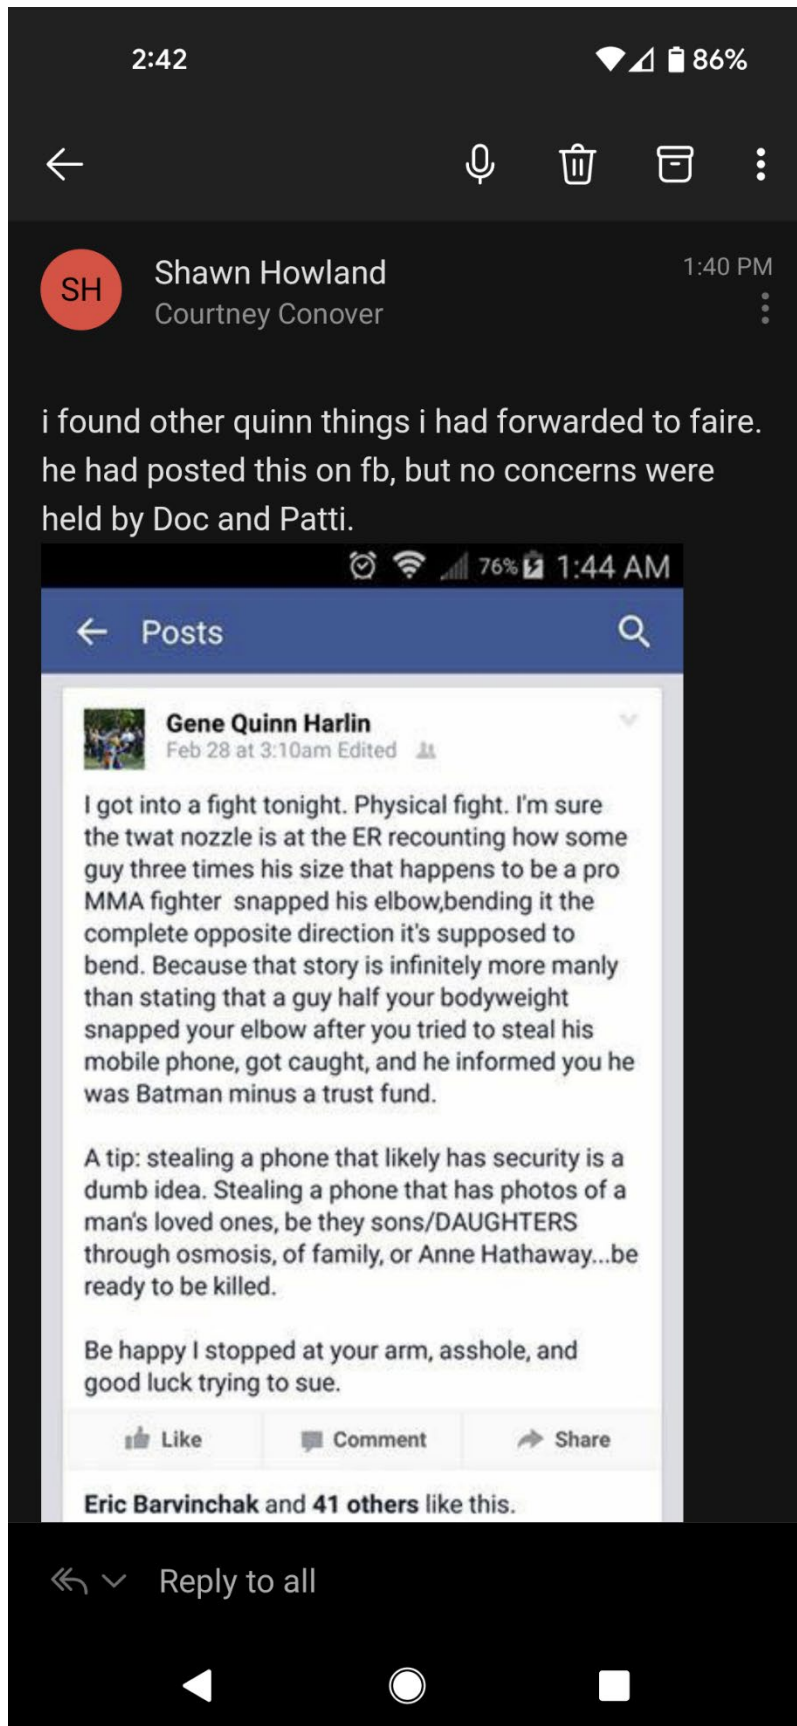 2:42
86%
SH
Shawn Howland
1:40 PM
Courtney Conover
i found other quinn things i had forwarded to faire.
he had posted this on fb, but no concerns were
held by Doc and Patti.
76% 1:44 AM
Posts
Gene Quinn Harlin
Feb 28 at 3:10am Edited
I got into a fight tonight. Physical fight. I'm sure
the twat nozzle is at the ER recounting how some
guy three times his size that happens to be a pro
MMA fighter snapped his elbow,bending it the
complete opposite direction it's supposed to
bend. Because that story is infinitely more manly
than stating that a guy half your bodyweight
snapped your elbow after you tried to steal his
mobile phone, got caught, and he informed you he
was Batman minus a trust fund.
A tip: stealing a phone that likely has security is a
dumb idea. Stealing a phone that has photos of a
man's loved ones, be they sons/DAUGHTERS
through osmosis, of family, or Anne Hathaway...be
ready to be killed.
Be happy I stopped at your arm, asshole, and
good luck trying to sue.
Like Comment Share
Eric Barvinchak and 41 others like this.
Reply to all